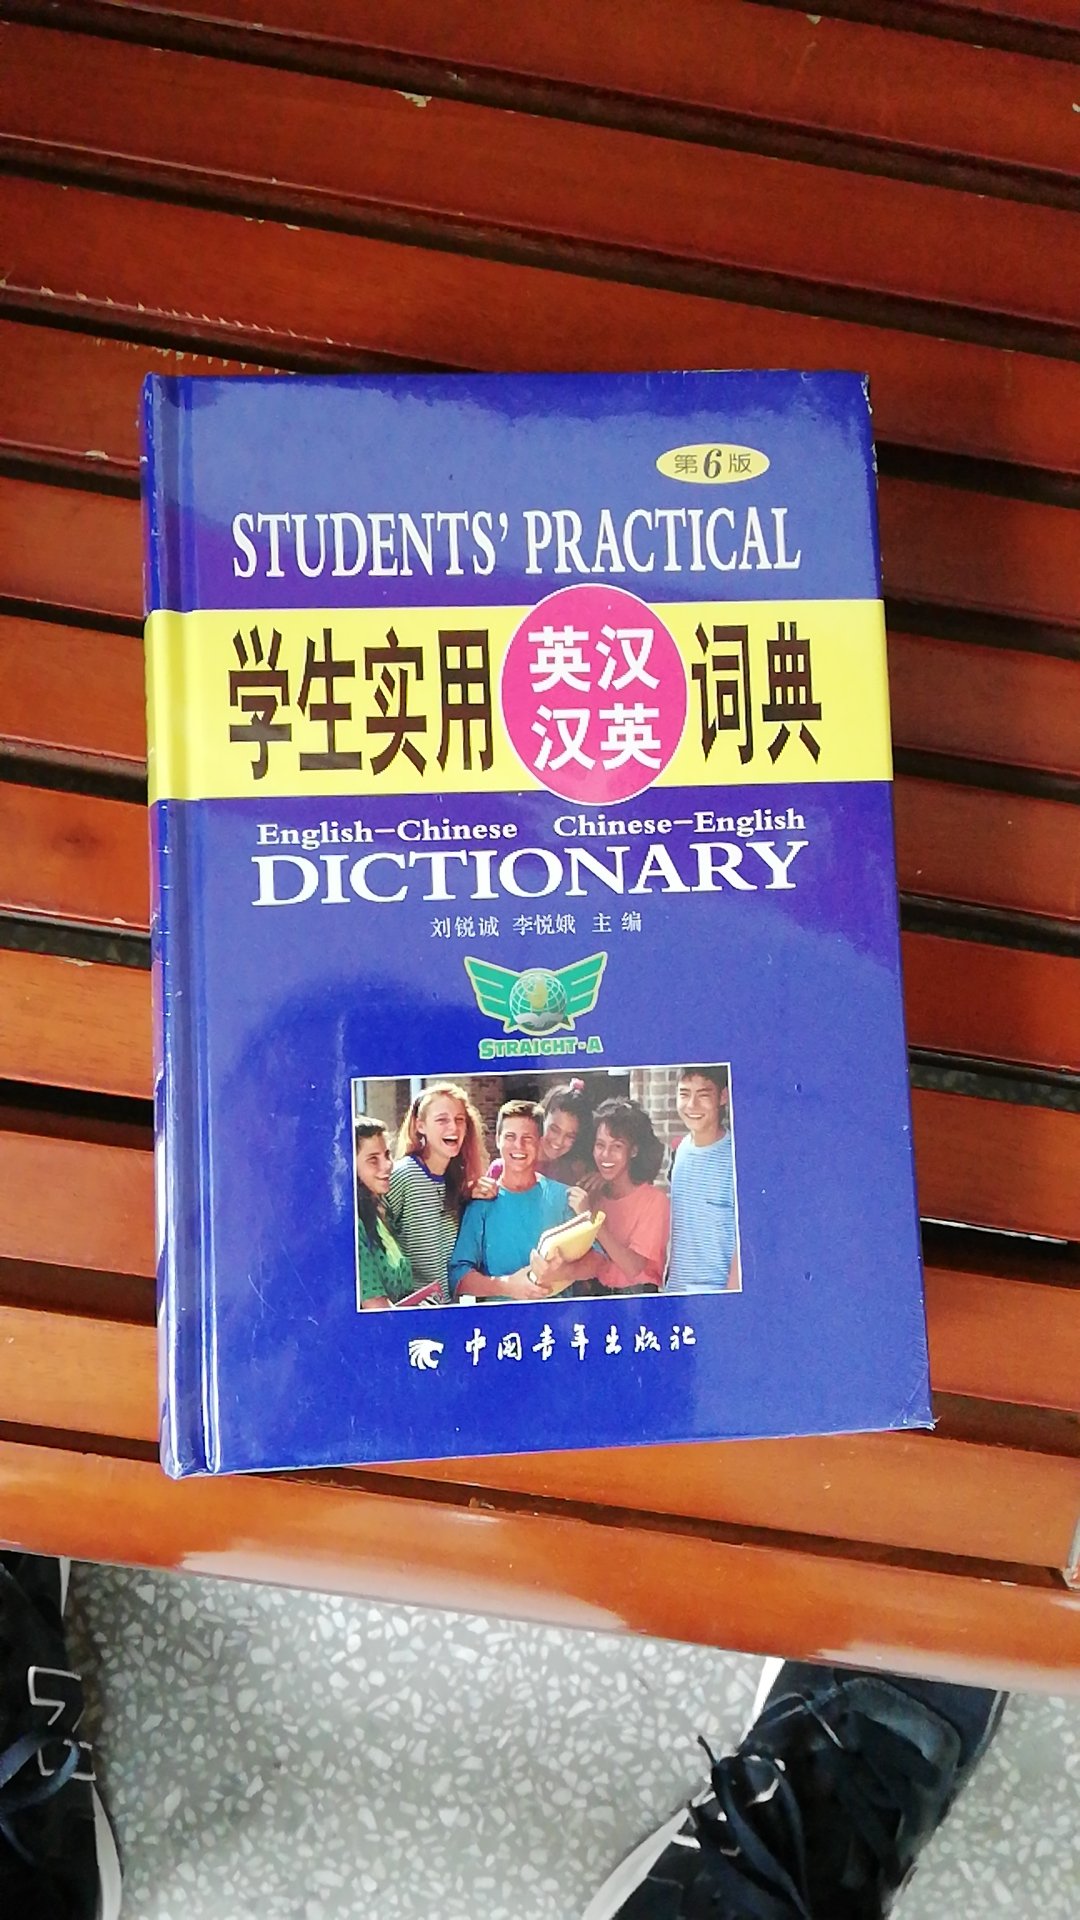 第6版
STUDENTS' PRACTICAL
学生实用 英汉 汉英 词典
English-Chinese Chinese-English
DICTIONARY
刘锐诚 李悦娥 主编
STRAIGHT-A
中国青年出版社